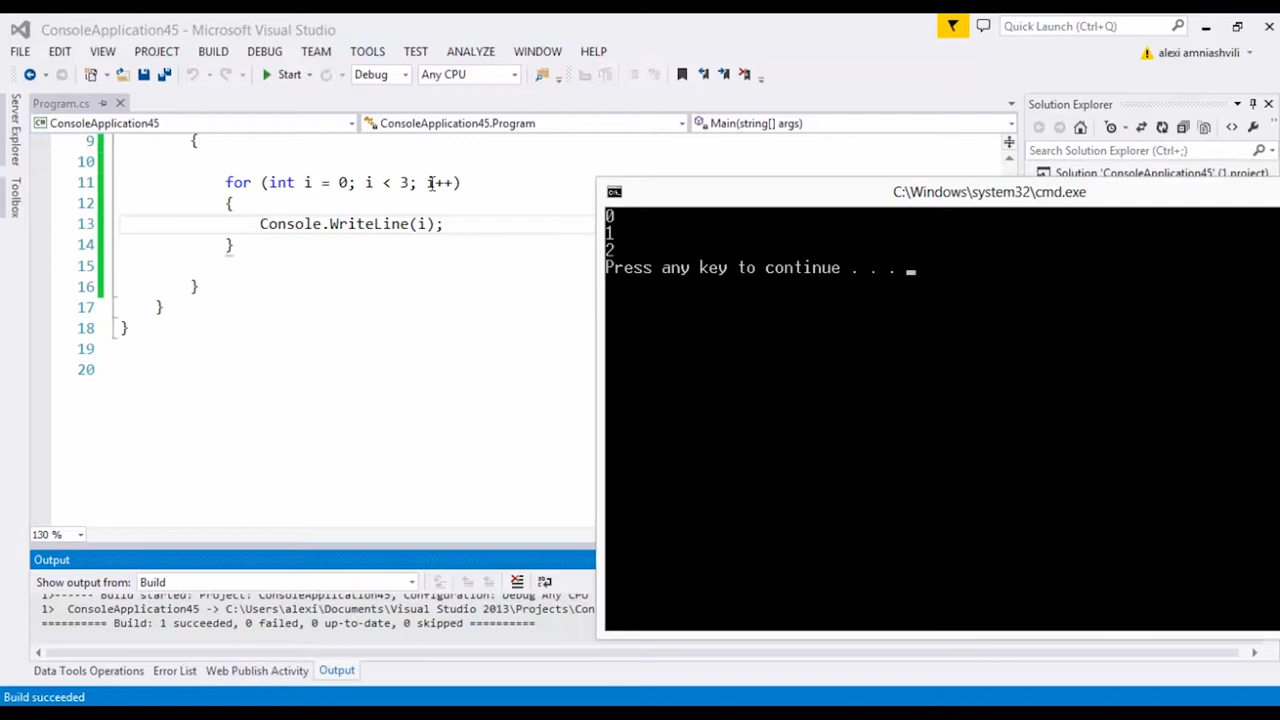 ConsoleApplication45 - Microsoft Visual Studio
Quick Launch (Ctrl+Q)
FILE EDIT VIEW PROJECT BUILD DEBUG TEAM TOOLS TEST ANALYZE WINDOW HELP
alexi amniashvili
Start Debug Any CPU
Server Explorer
Toolbox
Program.cs
ConsoleApplication45 ConsoleApplication45.Program Main(string[] args)
9 {
10
11 for (int i = 0; i < 3; i++)
12 {
13 Console.WriteLine(i);
14 }
15
16 }
17 }
18 }
19
20
130 %
Solution Explorer
Search Solution Explorer (Ctrl+;)
Solution 'ConsoleApplication45' (1 project)
C:\Windows\system32\cmd.exe
0
1
2
Press any key to continue . . . _
Output
Show output from: Build
1>------ Build started: Project: ConsoleApplication45, Configuration: Debug Any CPU
1> ConsoleApplication45 -> C:\Users\alexi\Documents\Visual Studio 2013\Projects\Con
========== Build: 1 succeeded, 0 failed, 0 up-to-date, 0 skipped ==========
Data Tools Operations Error List Web Publish Activity Output
Build succeeded